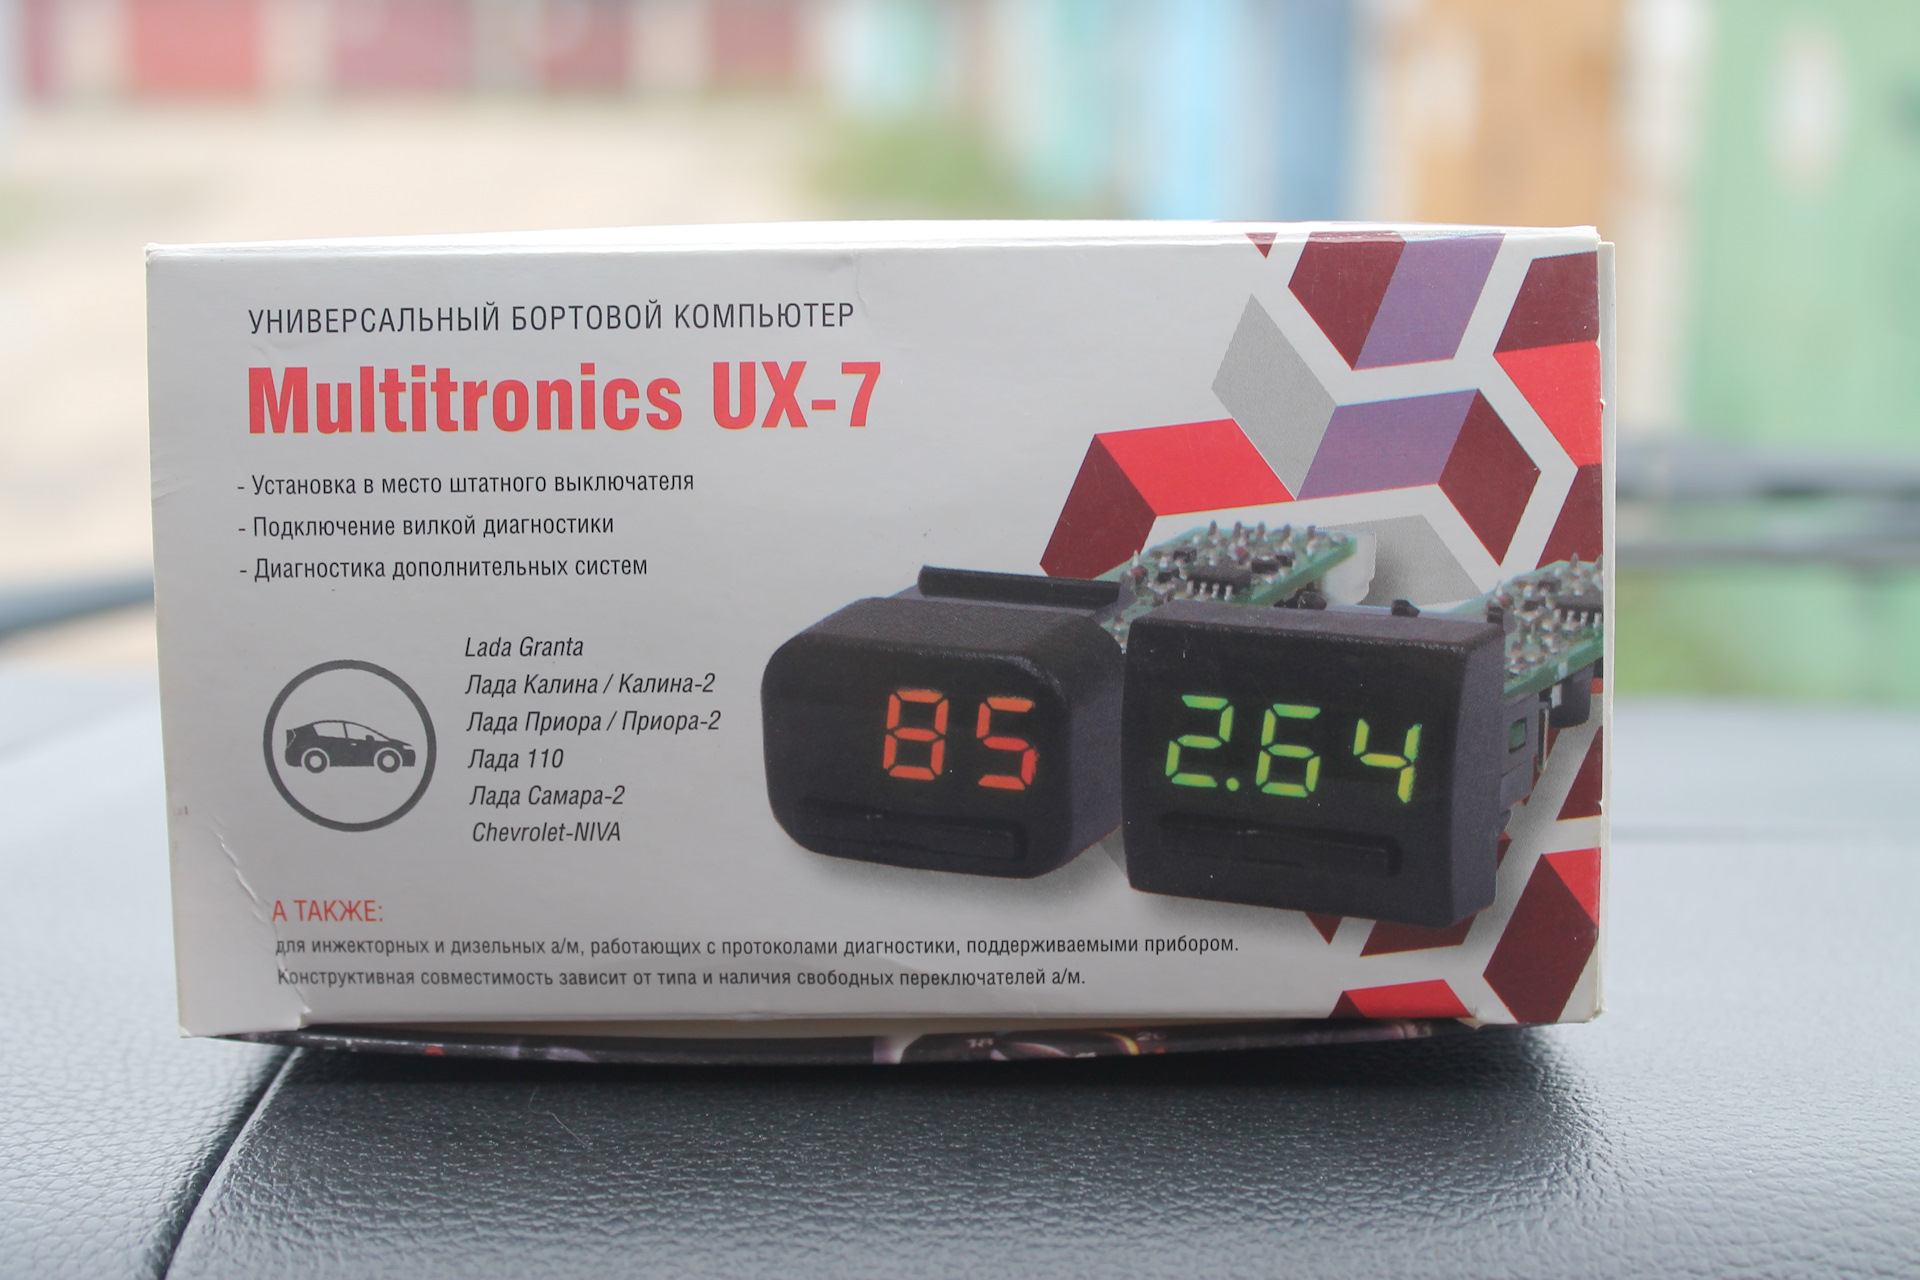 УНИВЕРСАЛЬНЫЙ БОРТОВОЙ КОМПЬЮТЕР
Multitronics UX-7
- Установка в место штатного выключателя
- Подключение вилкой диагностики
- Диагностика дополнительных систем
Lada Granta
Лада Калина / Калина-2
Лада Приора / Приора-2
Лада 110
Лада Самара-2
Chevrolet-NIVA
85
2.64
А ТАКЖЕ:
для инжекторных и дизельных а/м, работающих с протоколами диагностики, поддерживаемыми прибором.
Конструктивная совместимость зависит от типа и наличия свободных переключателей а/м.